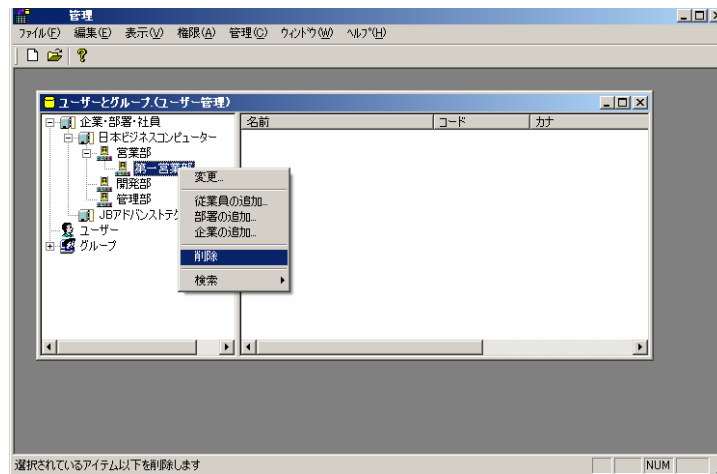 管理
ファイル(F) 編集(E) 表示(V) 権限(A) 管理(C) ウィンドウ(W) ヘルプ(H)
ユーザーとグループ.(ユーザー管理)
企業・部署・社員
日本ビジネスコンピューター
営業部
第一営業部
開発部
管理部
JBアドバンストテク
ユーザー
グループ
名前 コード カナ
変更...
従業員の追加...
部署の追加...
企業の追加...
削除
検索
選択されているアイテム以下を削除します
NUM